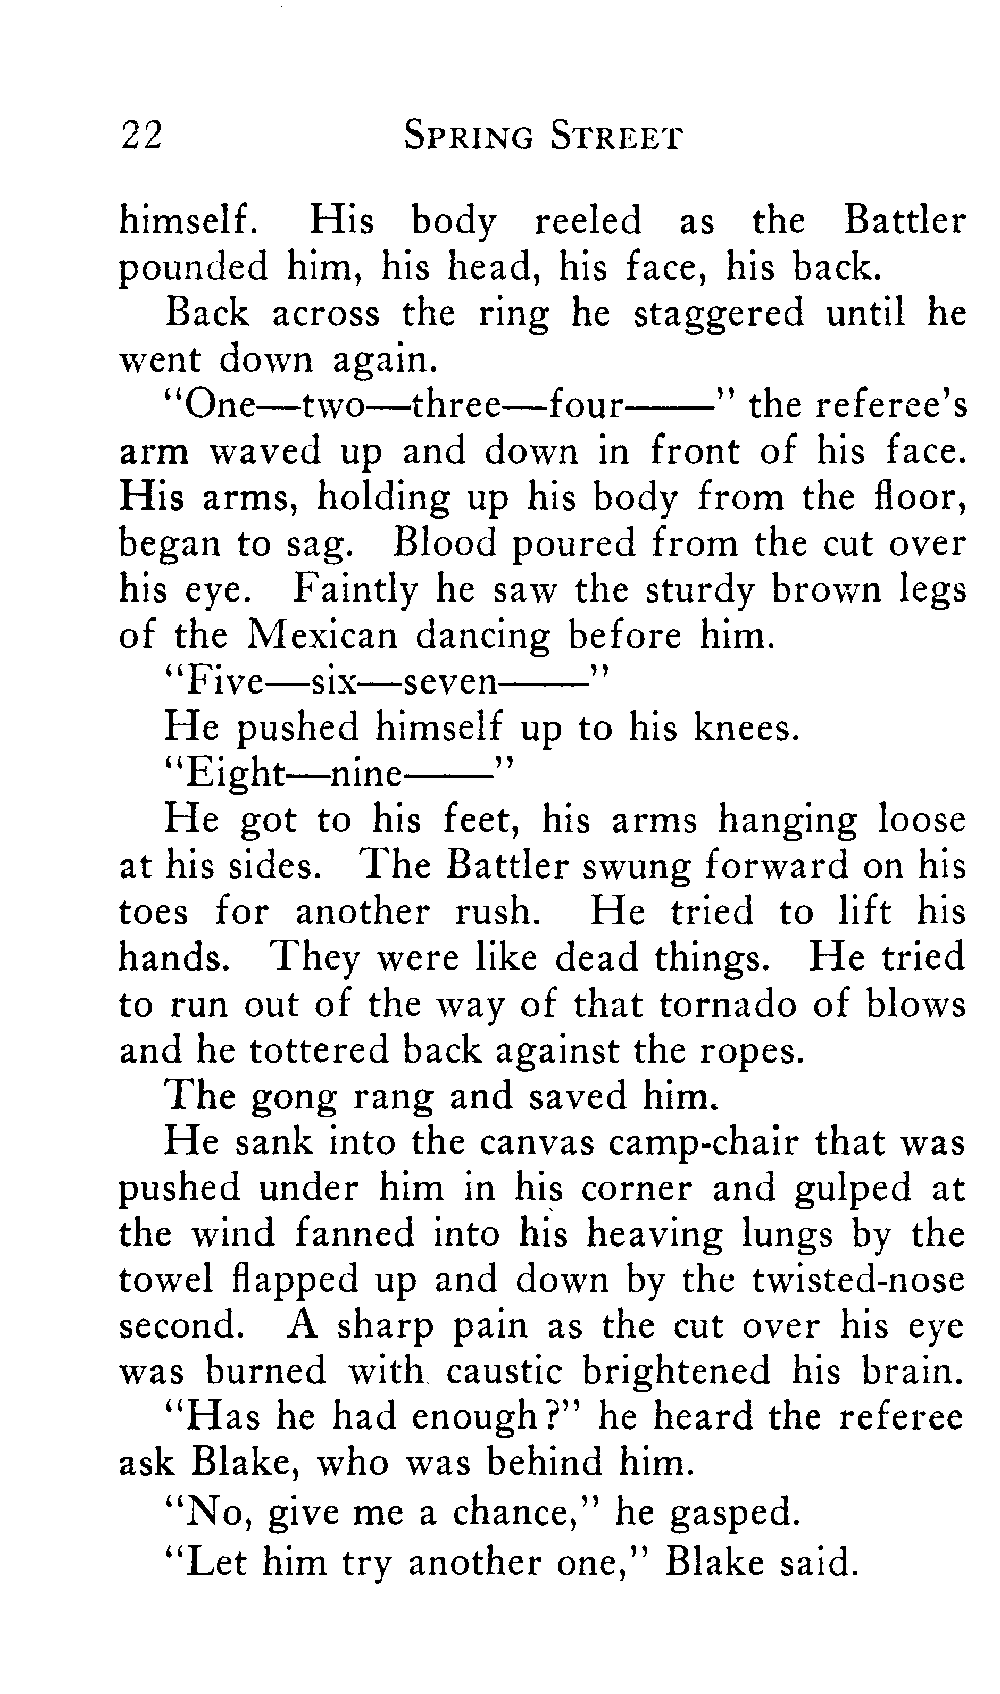 22 SPRING STREET
himself. His body reeled as the Battler
pounded him, his head, his face, his back.
Back across the ring he staggered until he
went down again.
"One—two—three—four——" the referee's
arm waved up and down in front of his face.
His arms, holding up his body from the floor,
began to sag. Blood poured from the cut over
his eye. Faintly he saw the sturdy brown legs
of the Mexican dancing before him.
"Five—six—seven——"
He pushed himself up to his knees.
"Eight—nine——"
He got to his feet, his arms hanging loose
at his sides. The Battler swung forward on his
toes for another rush. He tried to lift his
hands. They were like dead things. He tried
to run out of the way of that tornado of blows
and he tottered back against the ropes.
The gong rang and saved him.
He sank into the canvas camp-chair that was
pushed under him in his corner and gulped at
the wind fanned into his heaving lungs by the
towel flapped up and down by the twisted-nose
second. A sharp pain as the cut over his eye
was burned with caustic brightened his brain.
"Has he had enough?" he heard the referee
ask Blake, who was behind him.
"No, give me a chance," he gasped.
"Let him try another one," Blake said.